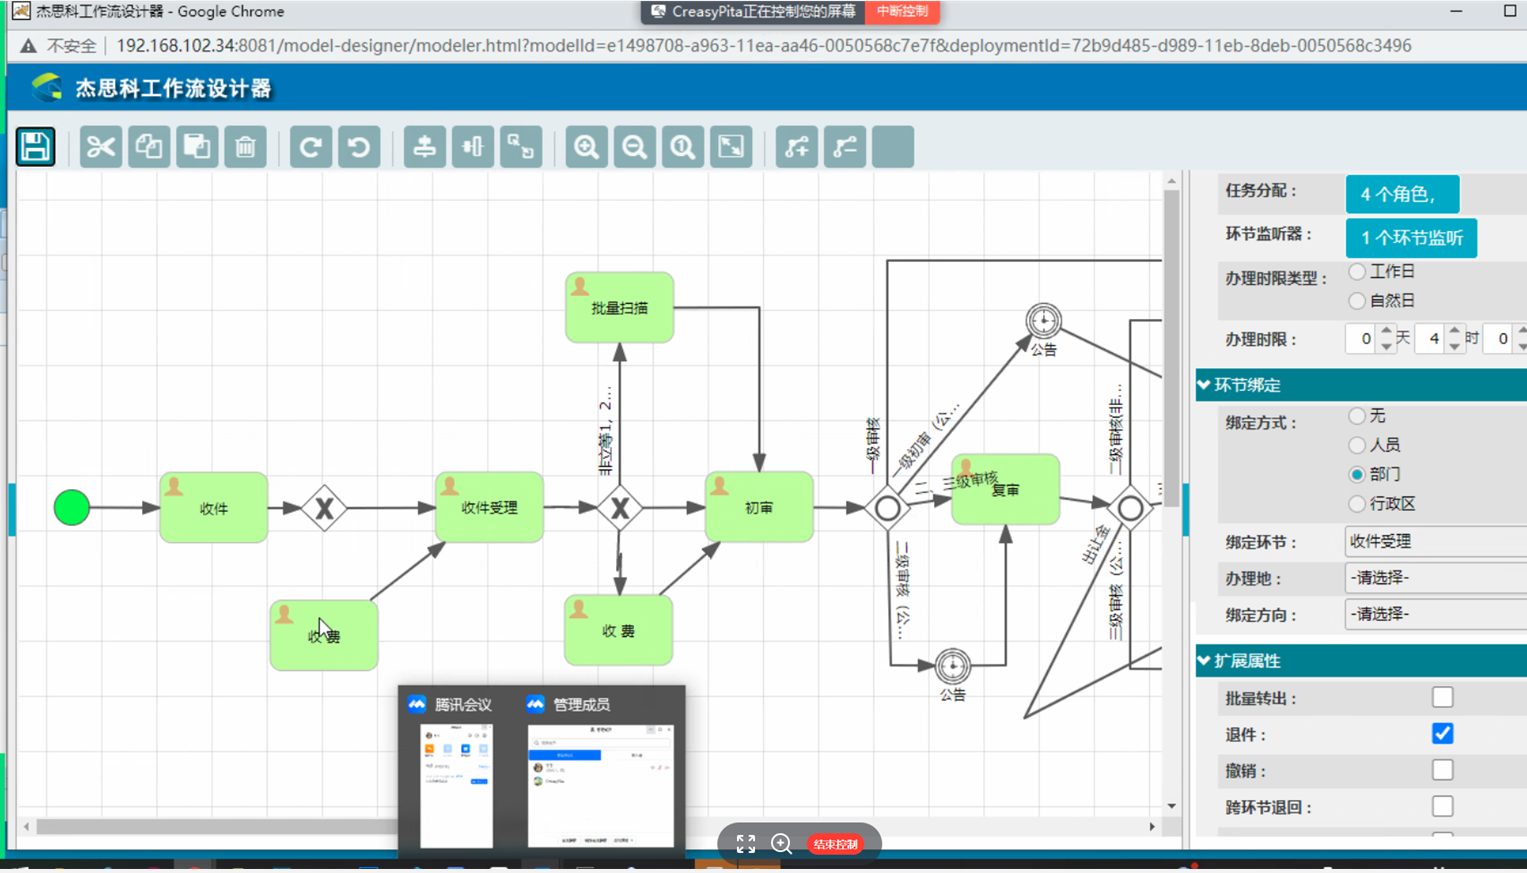 杰思科工作流设计器 - Google Chrome
CreasyPita正在控制您的屏幕
中断控制
不安全
192.168.102.34:8081/model-designer/modeler.html?modelId=e1498708-a963-11ea-aa46-0050568c7e7f&deploymentId=72b9d485-d989-11eb-8deb-0050568c3496
杰思科工作流设计器
任务分配：
4 个角色,
环节监听器：
1 个环节监听
办理时限类型：
工作日
自然日
办理时限：
0 天 4 时 0
环节绑定
绑定方式：
无
人员
部门
行政区
绑定环节：
收件受理
办理地：
-请选择-
绑定方向：
-请选择-
扩展属性
批量转出：
退件：
撤销：
跨环节退回：
批量扫描
非立等1，2...
收件
X
收件受理
X
初审
收 费
收 费
一级审核
一级初审（公...
公告
二、三级审核
复审
二级审核(非...
出让金
三级审核（公...
一级审核（公...
公告
腾讯会议
管理成员
结束控制